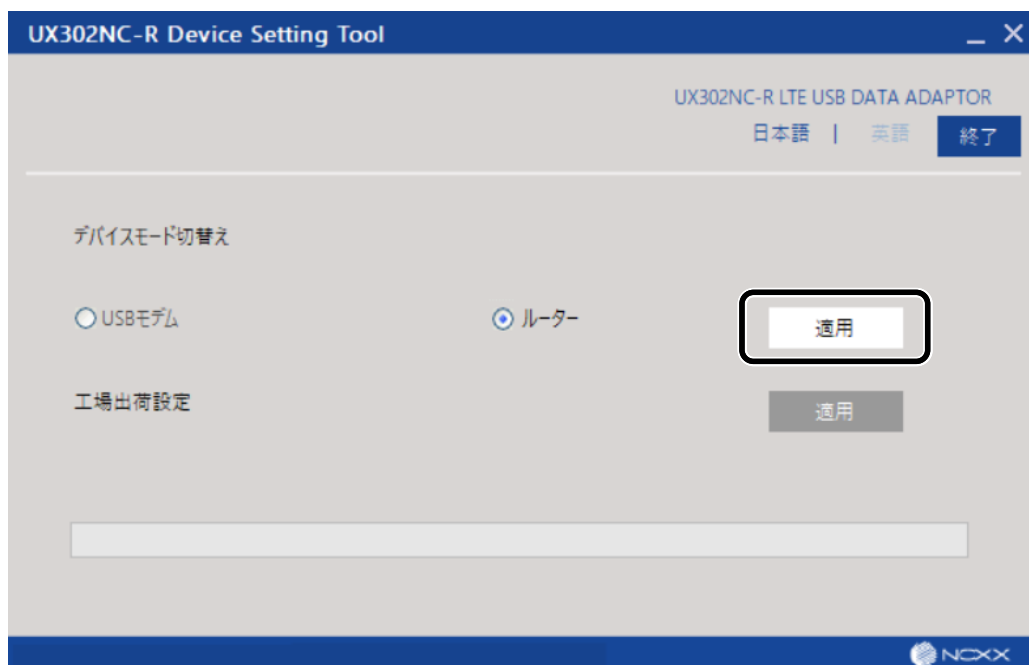 UX302NC-R Device Setting Tool
UX302NC-R LTE USB DATA ADAPTOR
日本語 | 英語 終了
デバイスモード切替え
USBモデム ルーター 適用
工場出荷設定 適用
NCXX